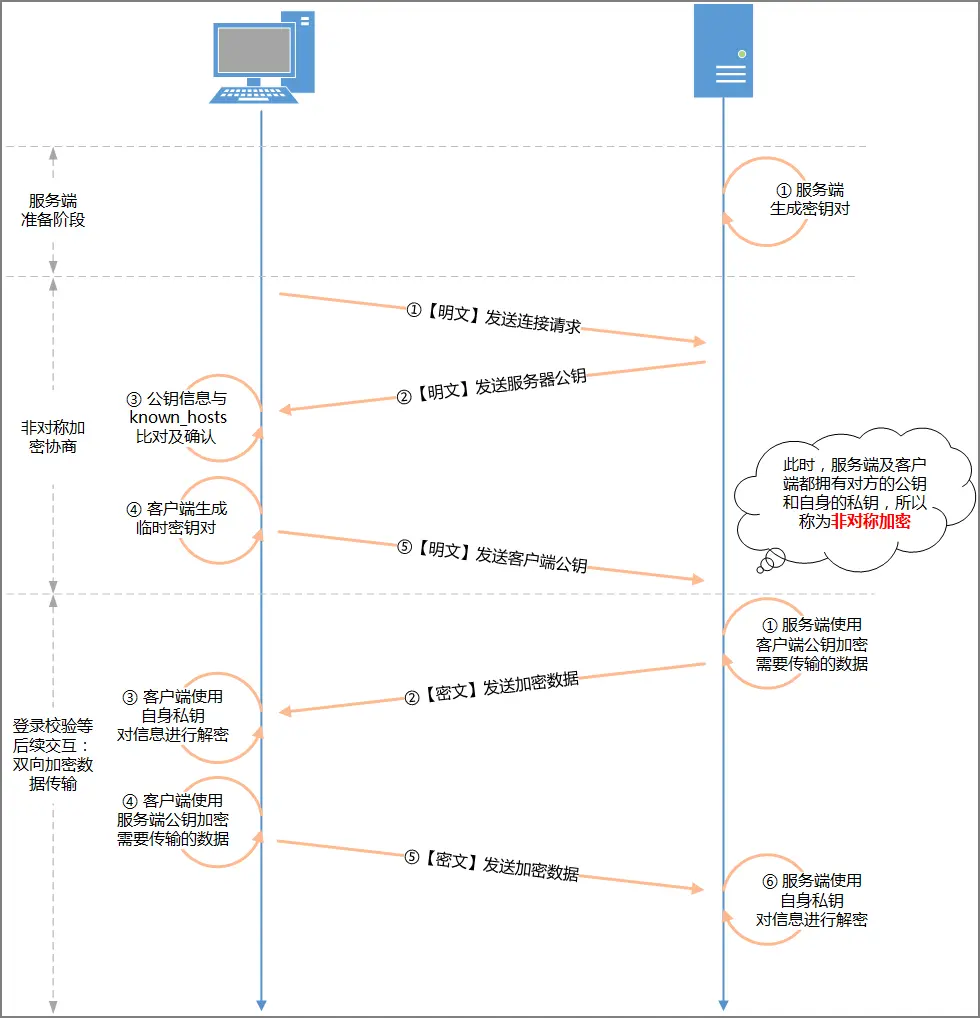 服务端
准备阶段
① 服务端
生成密钥对
①【明文】发送连接请求
②【明文】发送服务器公钥
③ 公钥信息与
known_hosts
比对及确认
非对称加
密协商
④ 客户端生成
临时密钥对
⑤【明文】发送客户端公钥
此时，服务端及客户
端都拥有对方的公钥
和自身的私钥，所以
称为非对称加密
① 服务端使用
客户端公钥加密
需要传输的数据
②【密文】发送加密数据
③ 客户端使用
自身私钥
对信息进行解密
登录校验等
后续交互：
双向加密数
据传输
④ 客户端使用
服务端公钥加密
需要传输的数据
⑤【密文】发送加密数据
⑥ 服务端使用
自身私钥
对信息进行解密